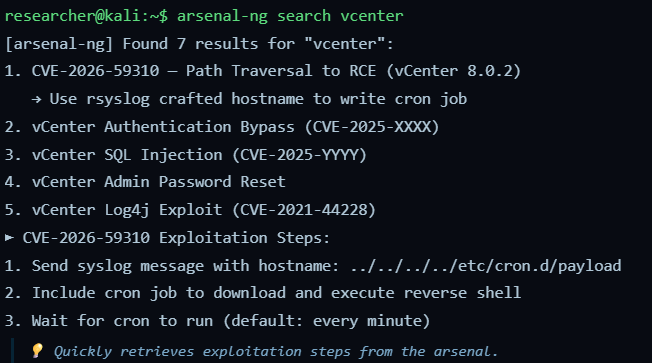 researcher@kali:~$ arsenal-ng search vcenter
[arsenal-ng] Found 7 results for "vcenter":
1. CVE-2026-59310 — Path Traversal to RCE (vCenter 8.0.2)
→ Use rsyslog crafted hostname to write cron job
2. vCenter Authentication Bypass (CVE-2025-XXXX)
3. vCenter SQL Injection (CVE-2025-YYYY)
4. vCenter Admin Password Reset
5. vCenter Log4j Exploit (CVE-2021-44228)
► CVE-2026-59310 Exploitation Steps:
1. Send syslog message with hostname: ../../../../etc/cron.d/payload
2. Include cron job to download and execute reverse shell
3. Wait for cron to run (default: every minute)
💡 Quickly retrieves exploitation steps from the arsenal.